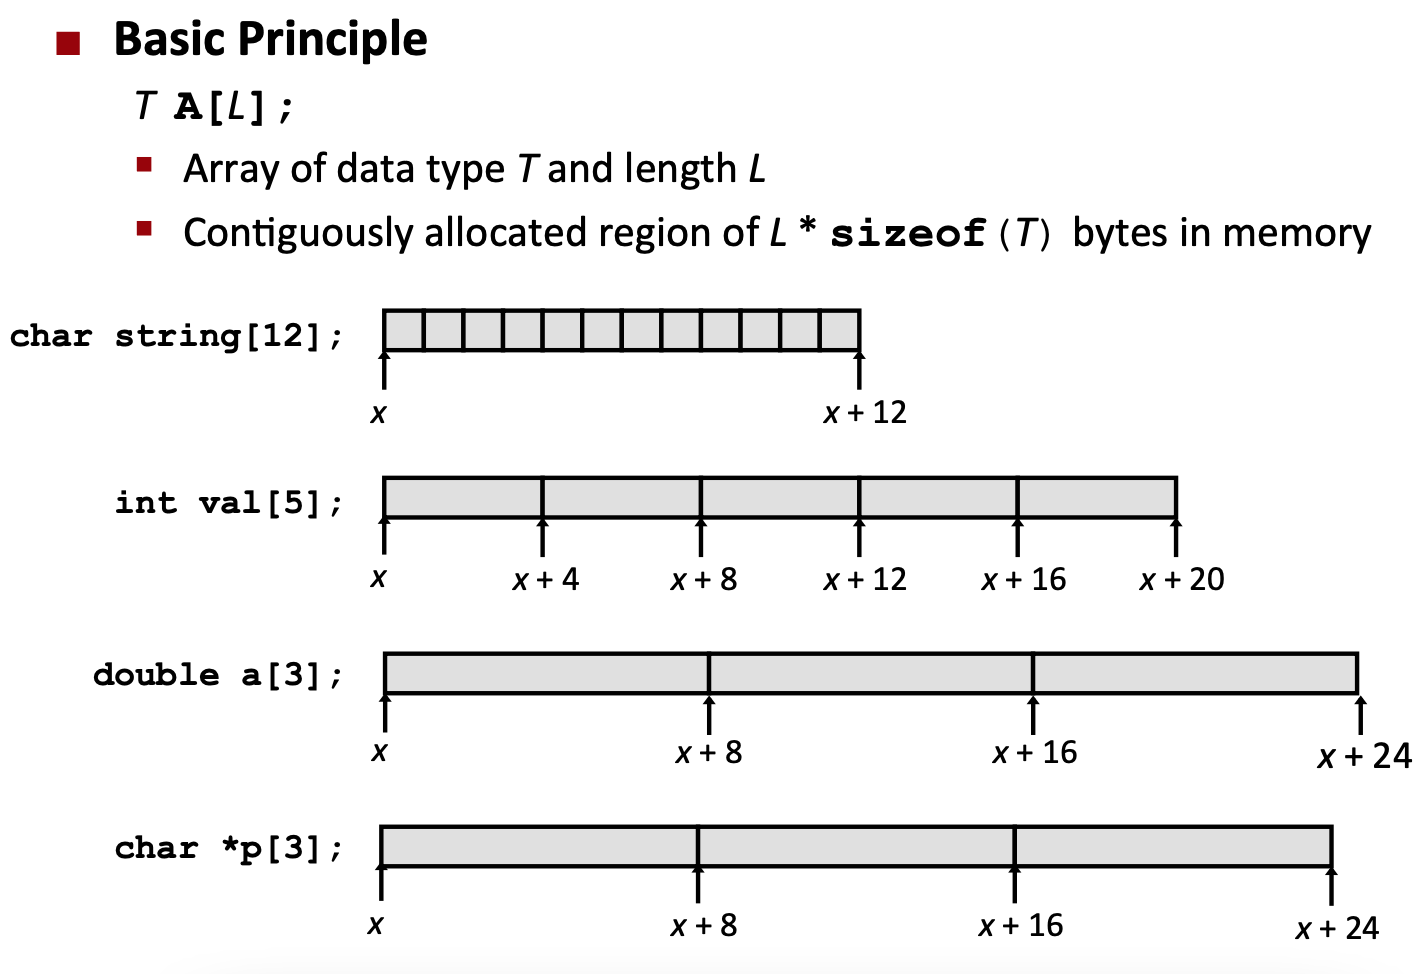 Basic Principle
T A[L];
Array of data type T and length L
Contiguously allocated region of L * sizeof(T) bytes in memory
char string[12];
x x + 12
int val[5];
x x + 4 x + 8 x + 12 x + 16 x + 20
double a[3];
x x + 8 x + 16 x + 24
char *p[3];
x x + 8 x + 16 x + 24